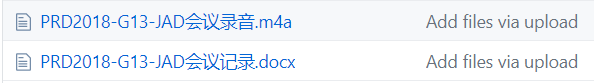 PRD2018-G13-JAD会议录音.m4a Add files via upload
PRD2018-G13-JAD会议记录.docx Add files via upload